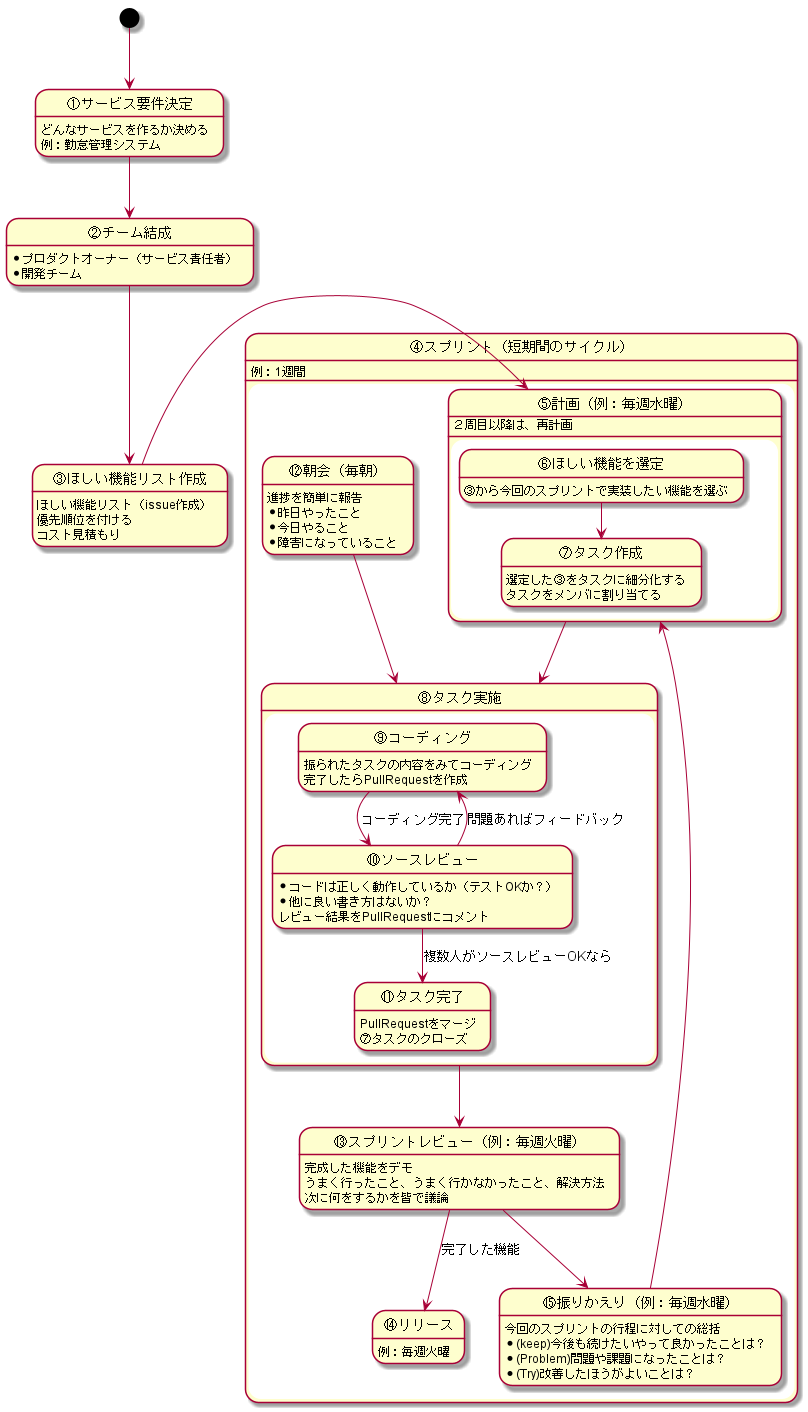 ①サービス要件決定
どんなサービスを作るか決める
例：勤怠管理システム
②チーム結成
●プロダクトオーナー（サービス責任者）
●開発チーム
③ほしい機能リスト作成
ほしい機能リスト（issue作成）
優先順位を付ける
コスト見積もり
④スプリント（短期間のサイクル）
例：1週間
⑤計画（例：毎週水曜）
２周目以降は、再計画
⑥ほしい機能を選定
③から今回のスプリントで実装したい機能を選ぶ
⑦タスク作成
選定した③をタスクに細分化する
タスクをメンバに割り当てる
⑫朝会（毎朝）
進捗を簡単に報告
●昨日やったこと
●今日やること
●障害になっていること
⑧タスク実施
⑨コーディング
振られたタスクの内容をみてコーディング
完了したらPullRequestを作成
コーディング完了
問題あればフィードバック
⑩ソースレビュー
●コードは正しく動作しているか（テストOKか？）
●他に良い書き方はないか？
レビュー結果をPullRequestにコメント
複数人がソースレビューOKなら
⑪タスク完了
PullRequestをマージ
⑦タスクのクローズ
⑬スプリントレビュー（例：毎週火曜）
完成した機能をデモ
うまく行ったこと、うまく行かなかったこと、解決方法
次に何をするかを皆で議論
完了した機能
⑭リリース
例：毎週火曜
⑮振りかえり（例：毎週水曜）
今回のスプリントの行程に対しての総括
●(keep)今後も続けたいやって良かったことは？
●(Problem)問題や課題になったことは？
●(Try)改善したほうがよいことは？